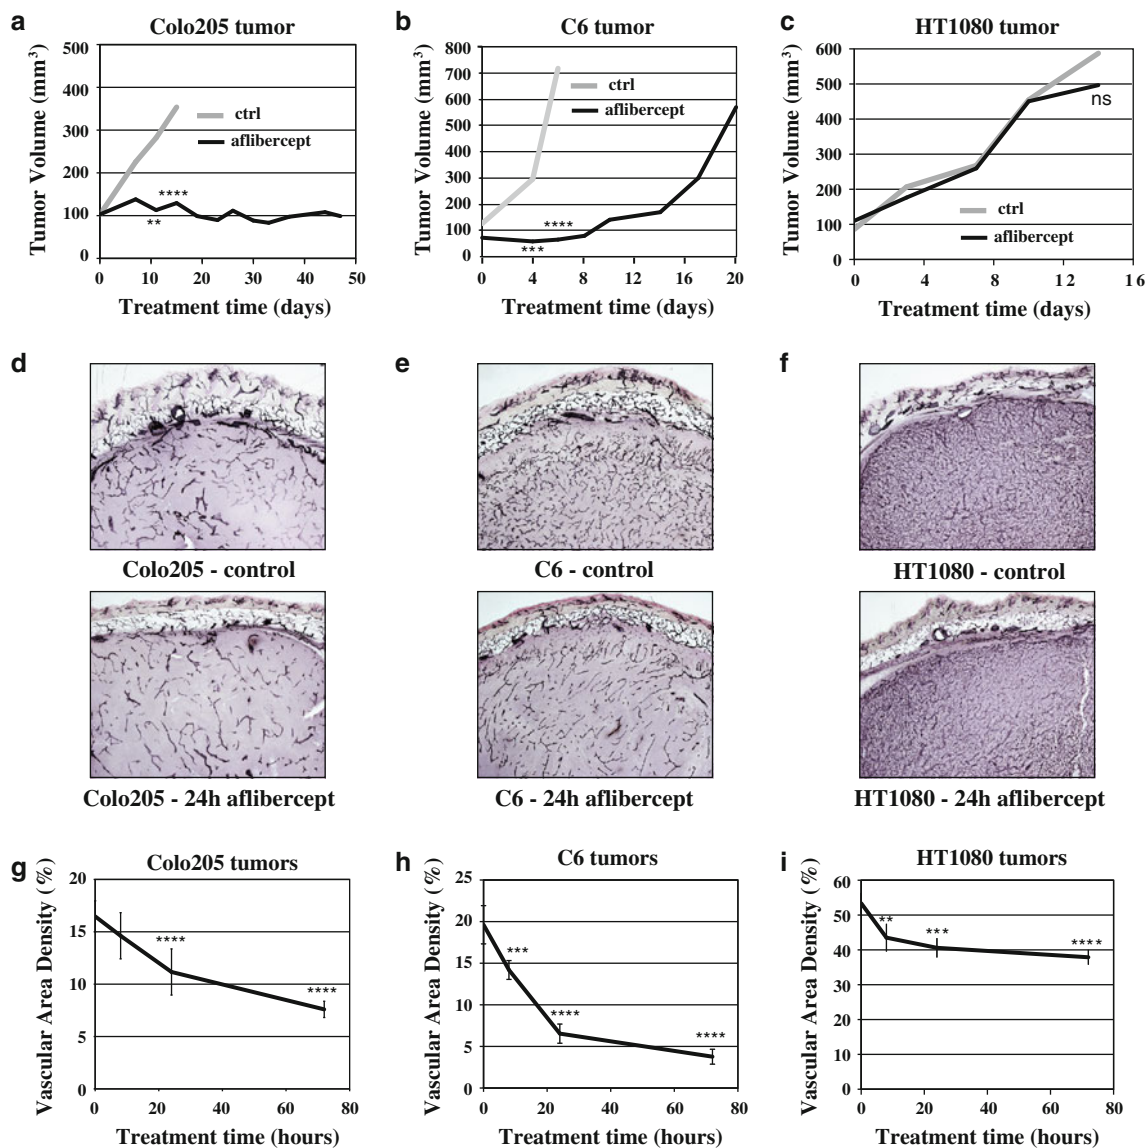 a
Colo205 tumor
Tumor Volume (mm³)
500
400
300
200
100
0
ctrl
aflibercept
****
**
0 10 20 30 40 50
Treatment time (days)
b
C6 tumor
Tumor Volume (mm³)
800
700
600
500
400
300
200
100
0
ctrl
aflibercept
****
***
0 4 8 12 16 20
Treatment time (days)
c
HT1080 tumor
Tumor Volume (mm³)
600
500
400
300
200
100
0
ns
ctrl
aflibercept
0 4 8 12 16
Treatment time (days)
d
Colo205 - control
Colo205 - 24h aflibercept
e
C6 - control
C6 - 24h aflibercept
f
HT1080 - control
HT1080 - 24h aflibercept
g
Colo205 tumors
Vascular Area Density (%)
20
15
10
5
0
****
****
0 20 40 60 80
Treatment time (hours)
h
C6 tumors
Vascular Area Density (%)
25
20
15
10
5
0
***
****
****
0 20 40 60 80
Treatment time (hours)
i
HT1080 tumors
Vascular Area Density (%)
60
50
40
30
20
10
0
**
***
****
0 20 40 60 80
Treatment time (hours)